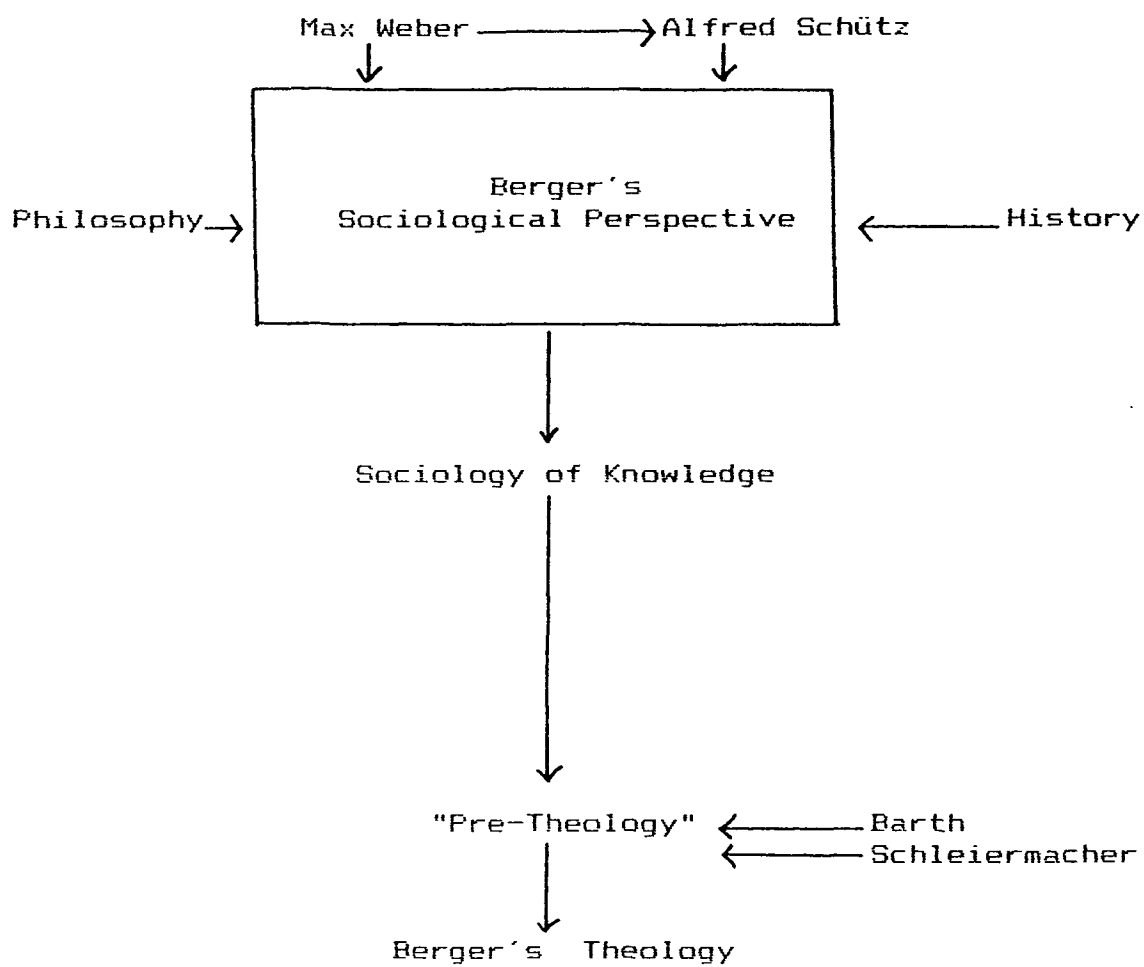 Max Weber Alfred Schütz
Berger's
Sociological Perspective
Philosophy History
Sociology of Knowledge
"Pre-Theology" Barth
Schleiermacher
Berger's Theology